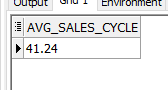 Output Grid 1 Environment
AVG_SALES_CYCLE
41.24